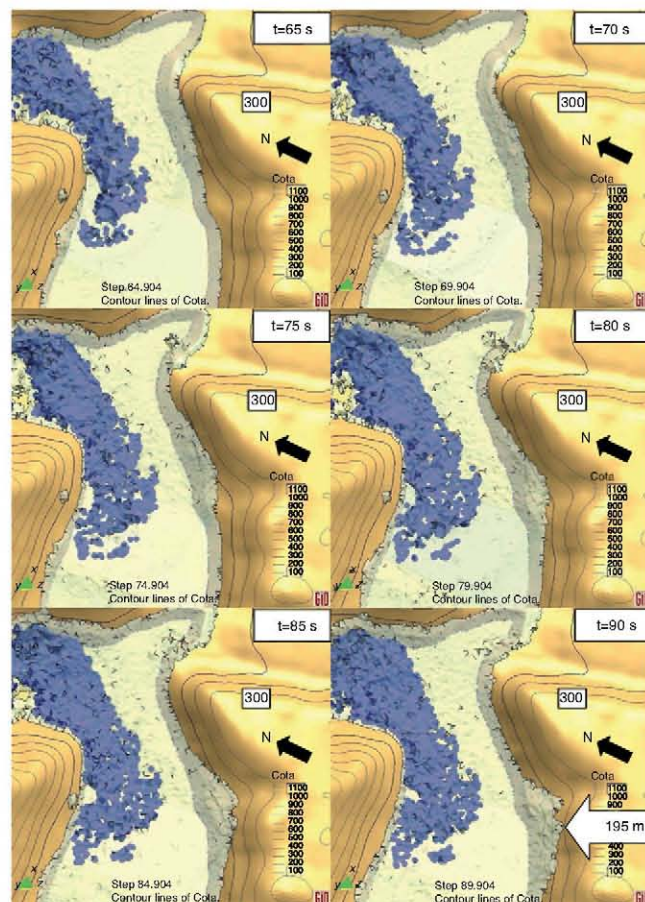 t=65 s
300
N
Cota
1100
1000
900
800
700
600
500
400
300
200
100
x
y z
Step 64.904
Contour lines of Cota.
GiD
t=70 s
300
N
Cota
1100
1000
900
800
700
600
500
400
300
200
100
x
y z
Step 69.904
Contour lines of Cota.
GiD
t=75 s
300
N
Cota
1100
1000
900
800
700
600
500
400
300
200
100
x
y z
Step 74.904
Contour lines of Cota.
GiD
t=80 s
300
N
Cota
1100
1000
900
800
700
600
500
400
300
200
100
x
y z
Step 79.904
Contour lines of Cota.
GiD
t=85 s
300
N
Cota
1100
1000
900
800
700
600
500
400
300
200
100
x
y z
Step 84.904
Contour lines of Cota.
GiD
t=90 s
300
N
Cota
1100
1000
900
195 m
400
300
200
100
x
y z
Step 89.904
Contour lines of Cota.
GiD